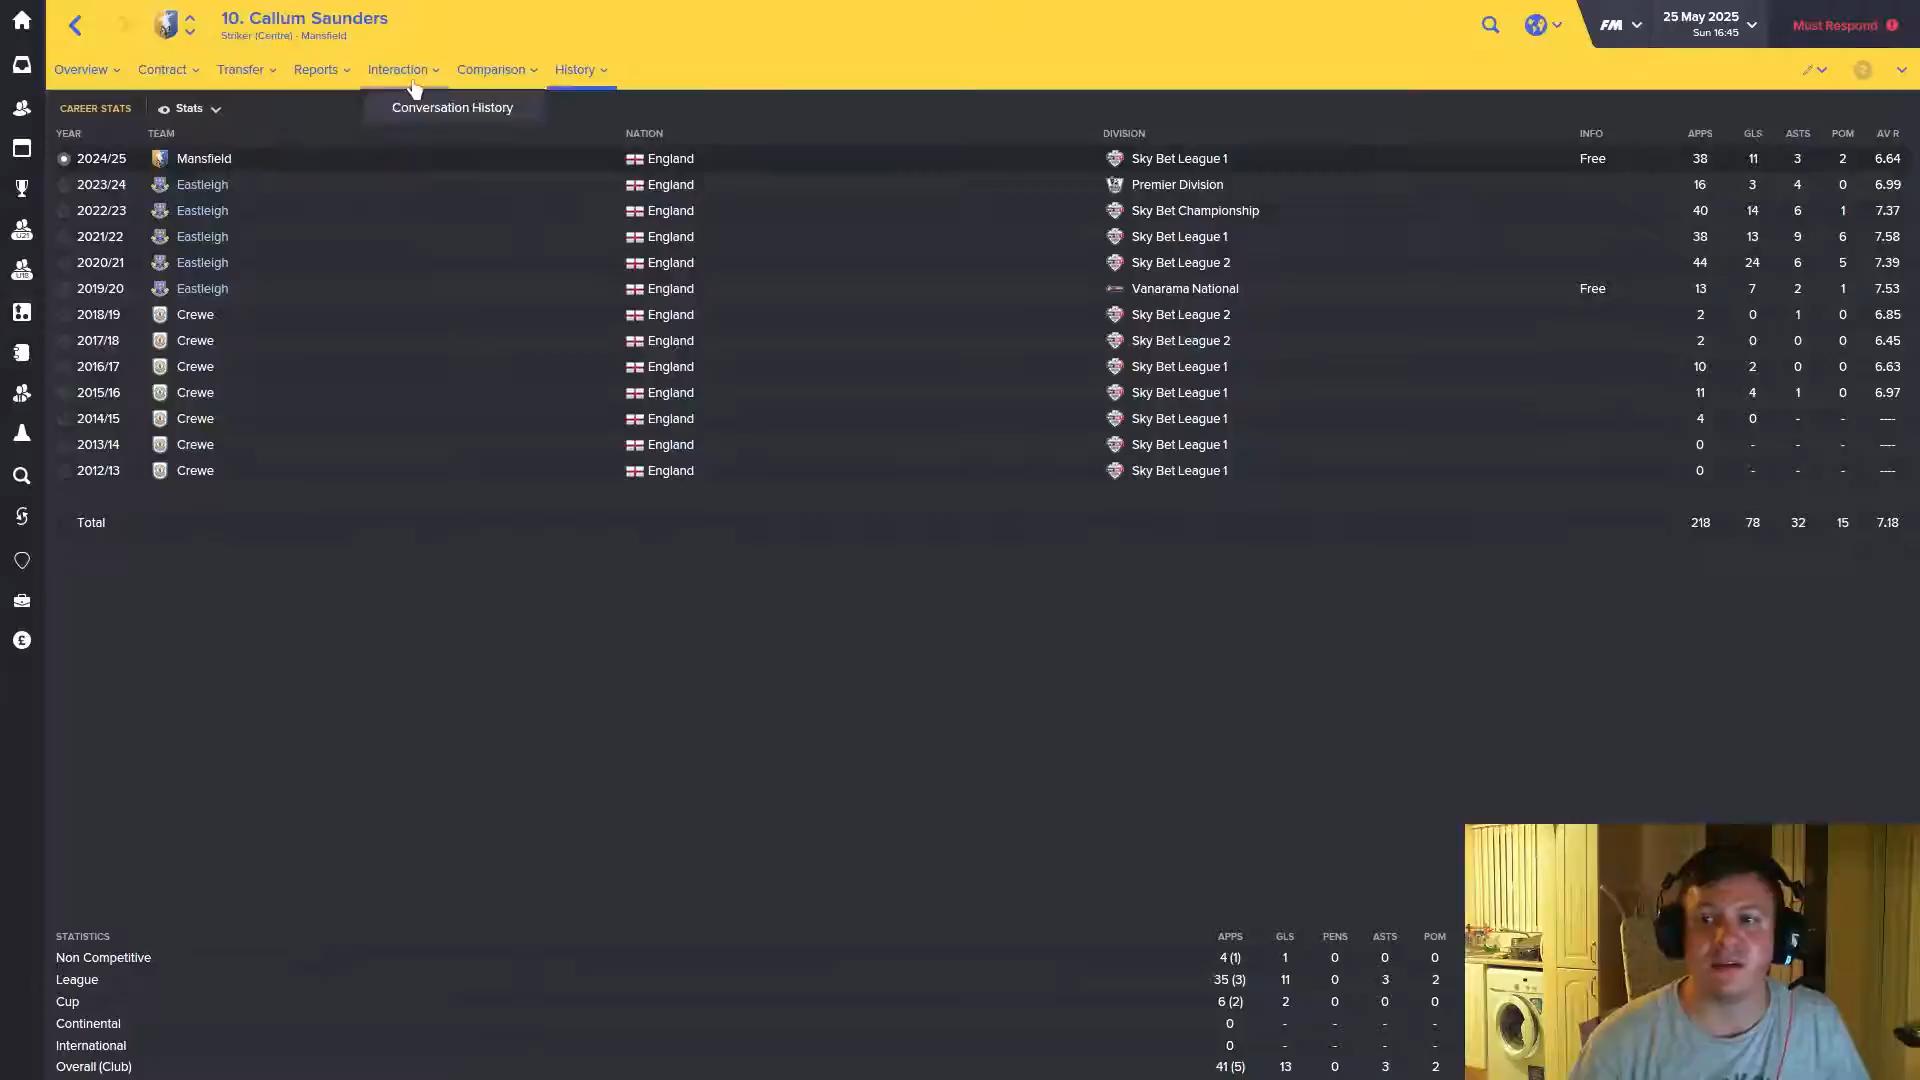 10. Callum Saunders
Striker (Centre) - Mansfield
FM
25 May 2025
Sun 16:45
Must Respond
Overview Contract Transfer Reports Interaction Comparison History
CAREER STATS Stats Conversation History
YEAR TEAM NATION DIVISION INFO APPS GLS ASTS POM AV R
2024/25 Mansfield England Sky Bet League 1 Free 38 11 3 2 6.64
2023/24 Eastleigh England Premier Division 16 3 4 0 6.99
2022/23 Eastleigh England Sky Bet Championship 40 14 6 1 7.37
2021/22 Eastleigh England Sky Bet League 1 38 13 9 6 7.58
2020/21 Eastleigh England Sky Bet League 2 44 24 6 5 7.39
2019/20 Eastleigh England Vanarama National Free 13 7 2 1 7.53
2018/19 Crewe England Sky Bet League 2 2 0 1 0 6.85
2017/18 Crewe England Sky Bet League 2 2 0 0 0 6.45
2016/17 Crewe England Sky Bet League 1 10 2 0 0 6.63
2015/16 Crewe England Sky Bet League 1 11 4 1 0 6.97
2014/15 Crewe England Sky Bet League 1 4 0 - - ----
2013/14 Crewe England Sky Bet League 1 0 - - - ----
2012/13 Crewe England Sky Bet League 1 0 - - - ----
Total 218 78 32 15 7.18
STATISTICS APPS GLS PENS ASTS POM
Non Competitive 4 (1) 1 0 0 0
League 35 (3) 11 0 3 2
Cup 6 (2) 2 0 0 0
Continental 0 - - - -
International 0 - - - -
Overall (Club) 41 (5) 13 0 3 2